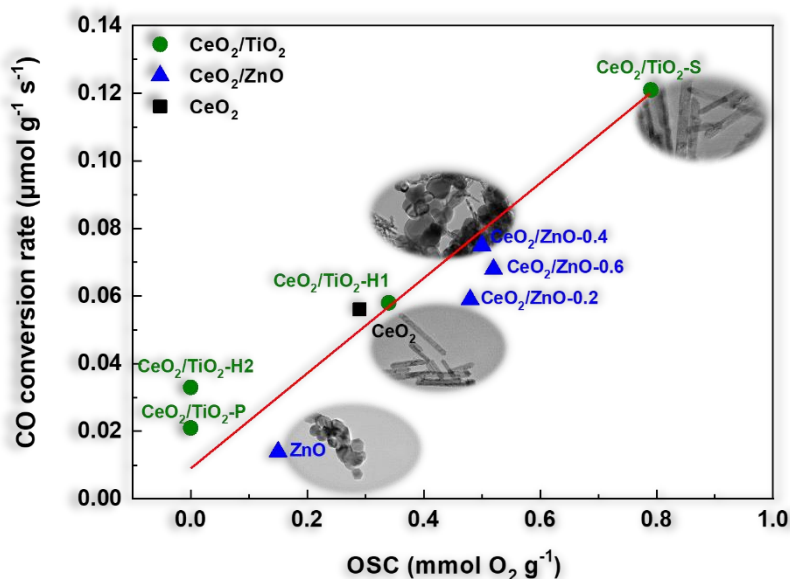 CO conversion rate (μmol g⁻¹ s⁻¹)
0.14
0.12
0.10
0.08
0.06
0.04
0.02
0.00
CeO₂/TiO₂
CeO₂/ZnO
CeO₂
CeO₂/TiO₂-S
CeO₂/ZnO-0.4
CeO₂/ZnO-0.6
CeO₂/TiO₂-H1
CeO₂/ZnO-0.2
CeO₂
CeO₂/TiO₂-H2
CeO₂/TiO₂-P
ZnO
0.0 0.2 0.4 0.6 0.8 1.0
OSC (mmol O₂ g⁻¹)